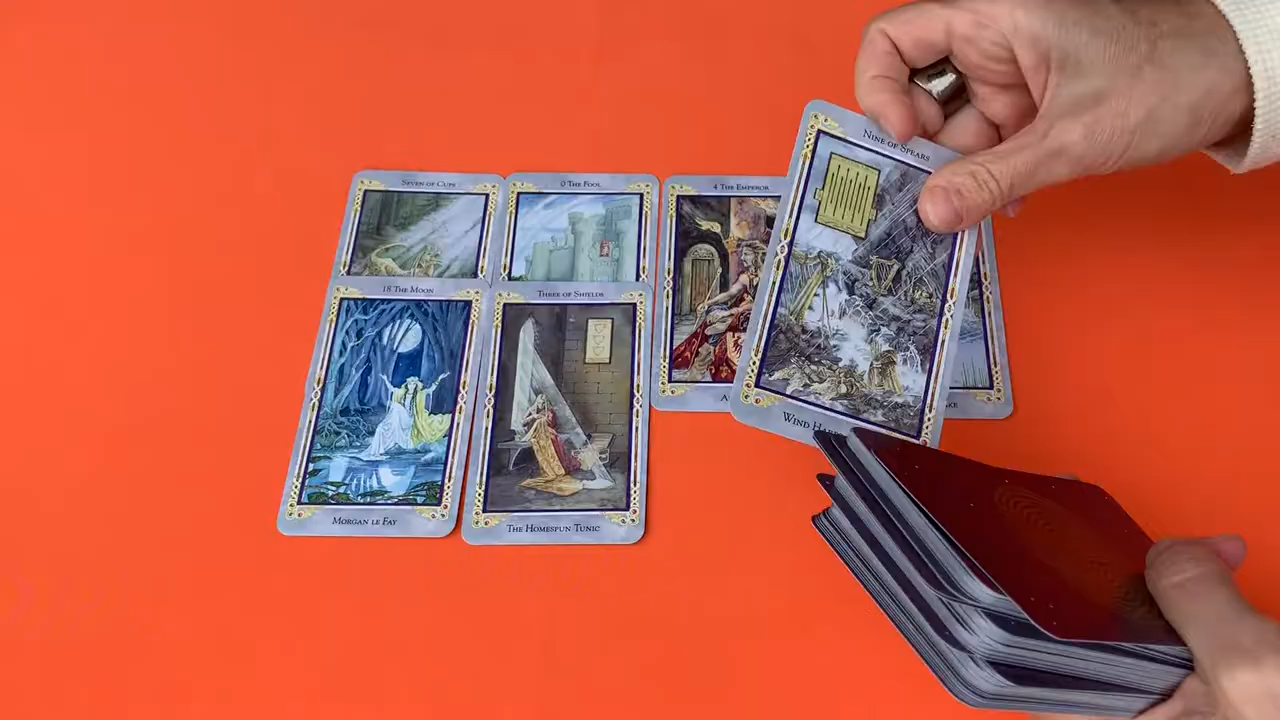 SEVEN OF CUPS
0 THE FOOL
4 THE EMPEROR
NINE OF SPEARS
18 THE MOON
THREE OF SHIELDS
WIND
MORGAN LE FAY
THE HOMESPUN TUNIC